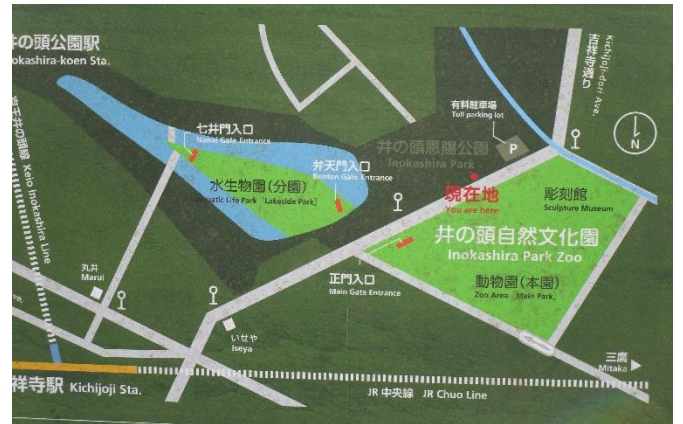 井の頭公園駅
okashira-koen Sta.
京王井の頭線 Keio Inokashira Line
七井門入口
Nanai Gate Entrance
弁天門入口
Benten Gate Entrance
水生物園(分園)
Aquatic Life Park [Lakeside Park]
有料駐車場
Toll parking lot
P
井の頭恩賜公園
Inokashira Park
吉祥寺通り
Kichijoji-dori Ave.
N
現在地
You are here
彫刻館
Sculpture Museum
井の頭自然文化園
Inokashira Park Zoo
動物園(本園)
Zoo Area [Main Park]
正門入口
Main Gate Entrance
丸井
Marui
いせや
Iseya
三鷹
Mitaka
祥寺駅 Kichijoji Sta.
JR 中央線 JR Chuo Line